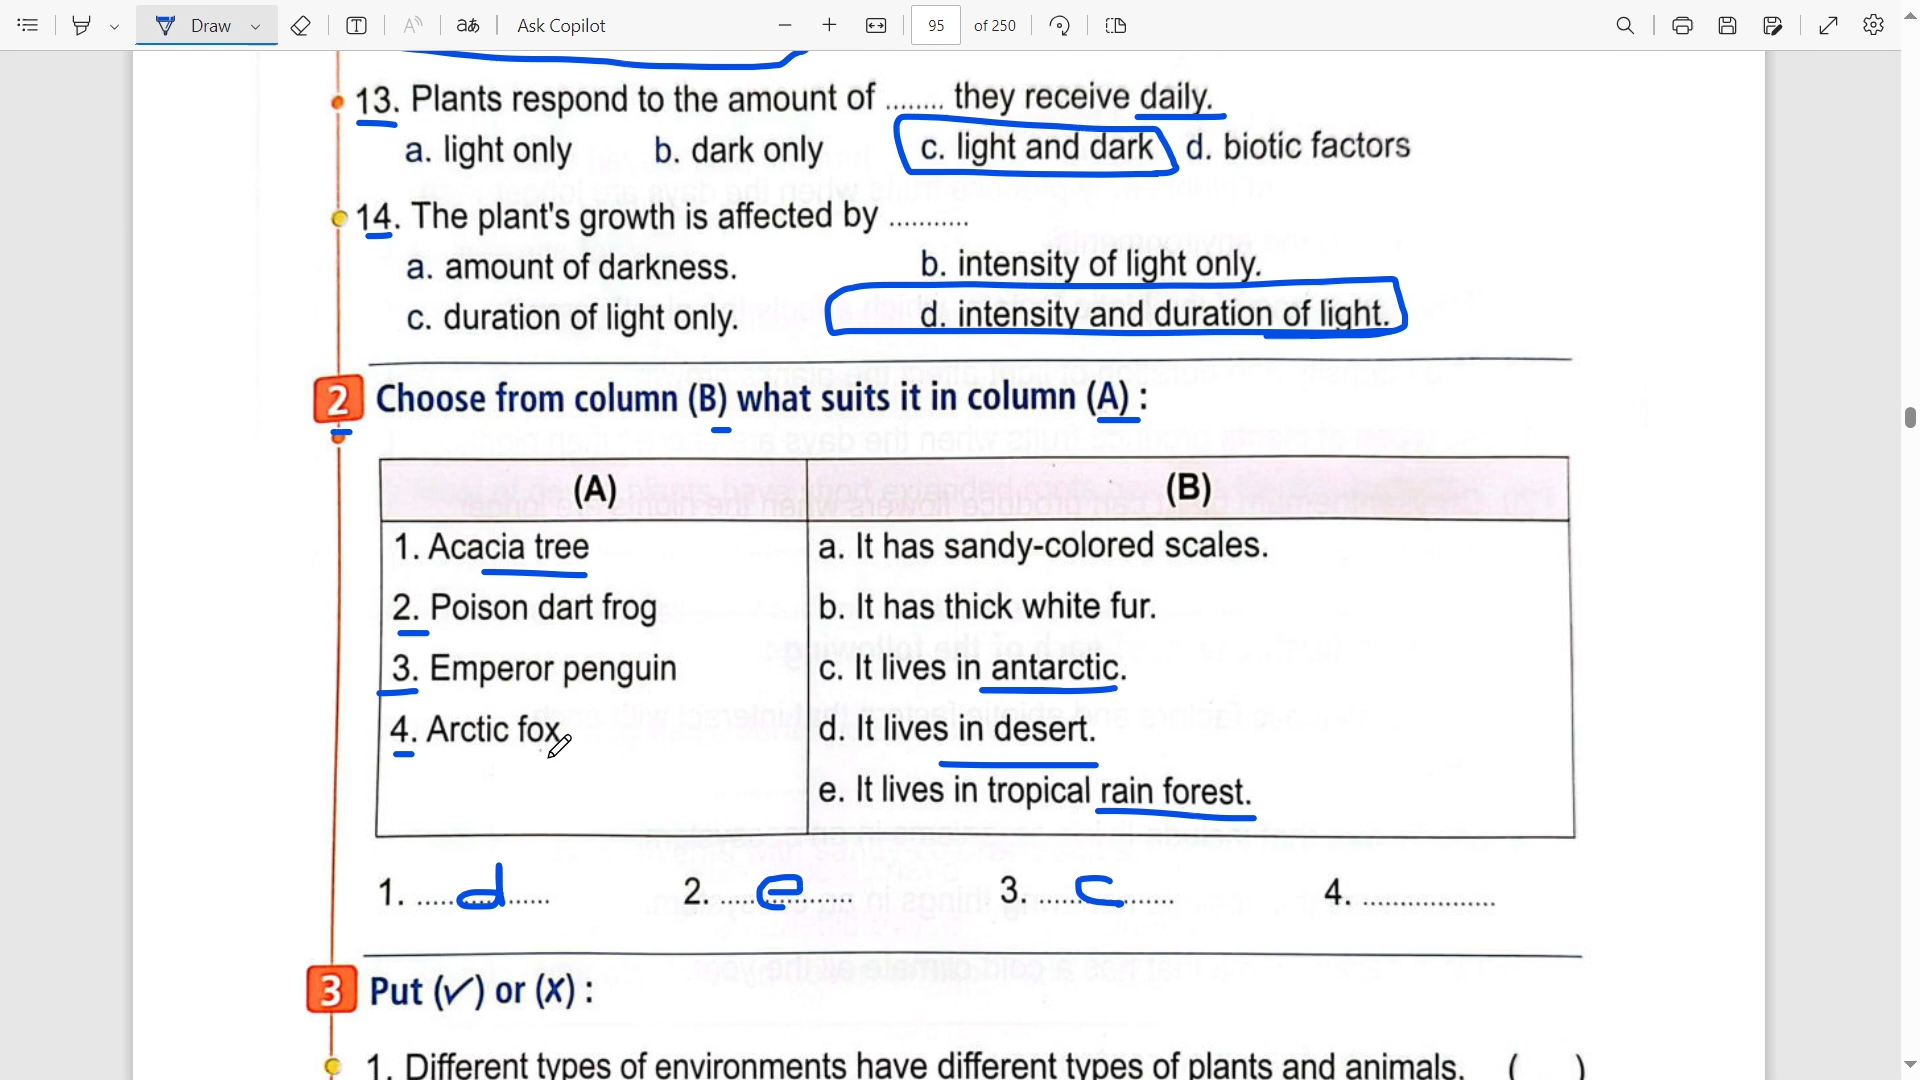 Draw
Ask Copilot
95 of 250
13. Plants respond to the amount of ........ they receive daily.
a. light only b. dark only c. light and dark d. biotic factors
14. The plant's growth is affected by ...........
a. amount of darkness. b. intensity of light only.
c. duration of light only. d. intensity and duration of light.
2 Choose from column (B) what suits it in column (A) :
(A) (B)
1. Acacia tree a. It has sandy-colored scales.
2. Poison dart frog b. It has thick white fur.
3. Emperor penguin c. It lives in antarctic.
4. Arctic fox d. It lives in desert.
e. It lives in tropical rain forest.
1. d 2. e 3. c 4. .................
3 Put (✓) or (X) :
1. Different types of environments have different types of plants and animals. ( )